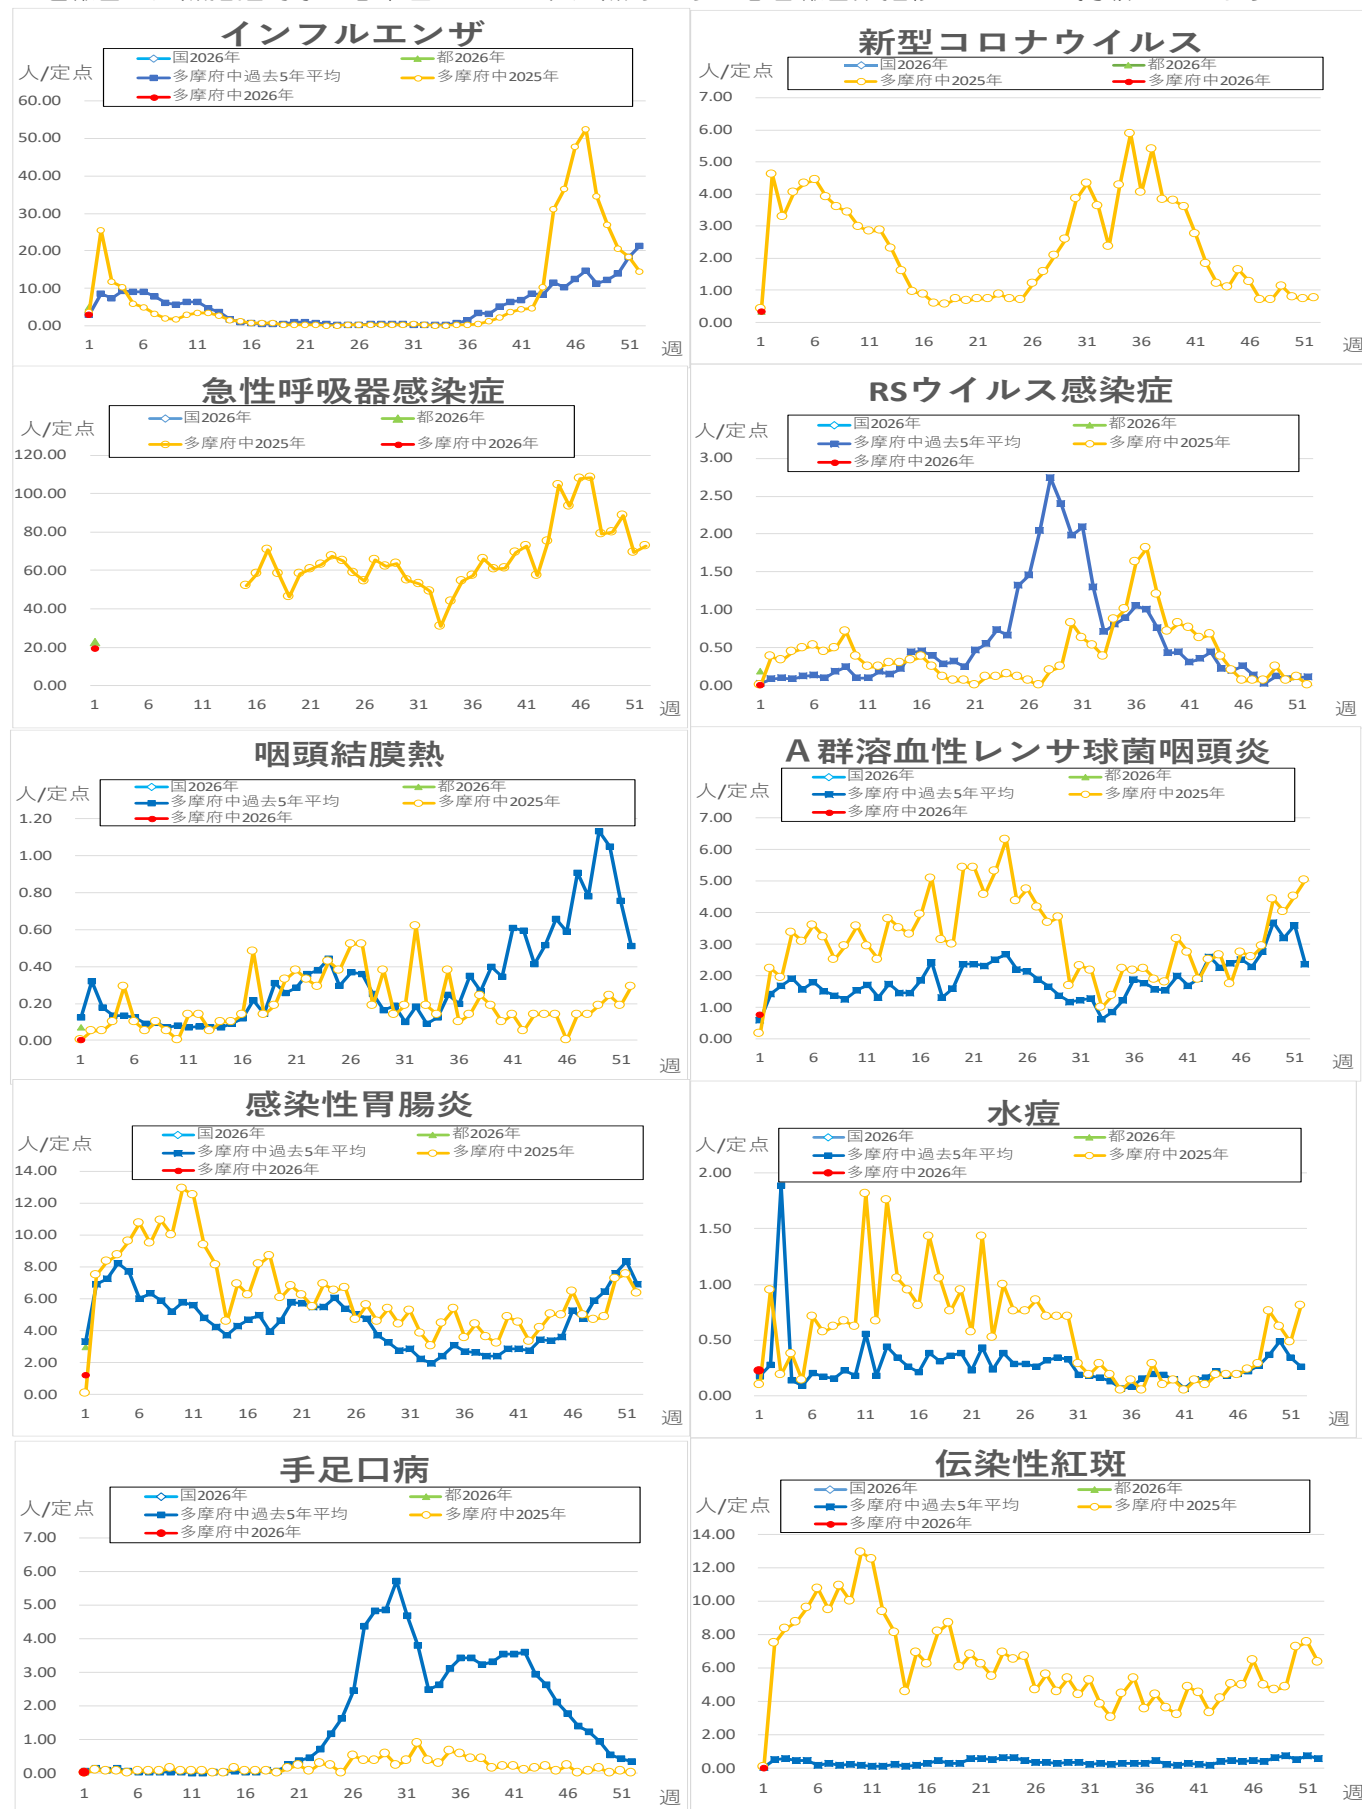 インフルエンザ
国2026年 都2026年
多摩府中過去5年平均 多摩府中2025年
多摩府中2026年
人/定点
60.00
50.00
40.00
30.00
20.00
10.00
0.00
1 6 11 16 21 26 31 36 41 46 51 週
新型コロナウイルス
国2026年 都2026年
多摩府中2025年 多摩府中2026年
人/定点
7.00
6.00
5.00
4.00
3.00
2.00
1.00
0.00
1 6 11 16 21 26 31 36 41 46 51 週
急性呼吸器感染症
国2026年 都2026年
多摩府中2025年 多摩府中2026年
人/定点
120.00
100.00
80.00
60.00
40.00
20.00
0.00
1 6 11 16 21 26 31 36 41 46 51 週
RSウイルス感染症
国2026年 都2026年
多摩府中過去5年平均 多摩府中2025年
多摩府中2026年
人/定点
3.00
2.50
2.00
1.50
1.00
0.50
0.00
1 6 11 16 21 26 31 36 41 46 51 週
咽頭結膜熱
国2026年 都2026年
多摩府中過去5年平均 多摩府中2025年
多摩府中2026年
人/定点
1.20
1.00
0.80
0.60
0.40
0.20
0.00
1 6 11 16 21 26 31 36 41 46 51 週
A群溶血性レンサ球菌咽頭炎
国2026年 都2026年
多摩府中過去5年平均 多摩府中2025年
多摩府中2026年
人/定点
7.00
6.00
5.00
4.00
3.00
2.00
1.00
0.00
1 6 11 16 21 26 31 36 41 46 51 週
感染性胃腸炎
国2026年 都2026年
多摩府中過去5年平均 多摩府中2025年
多摩府中2026年
人/定点
14.00
12.00
10.00
8.00
6.00
4.00
2.00
0.00
1 6 11 16 21 26 31 36 41 46 51 週
水痘
国2026年 都2026年
多摩府中過去5年平均 多摩府中2025年
多摩府中2026年
人/定点
2.00
1.50
1.00
0.50
0.00
1 6 11 16 21 26 31 36 41 46 51 週
手足口病
国2026年 都2026年
多摩府中過去5年平均 多摩府中2025年
多摩府中2026年
人/定点
7.00
6.00
5.00
4.00
3.00
2.00
1.00
0.00
1 6 11 16 21 26 31 36 41 46 51 週
伝染性紅斑
国2026年 都2026年
多摩府中過去5年平均 多摩府中2025年
多摩府中2026年
人/定点
14.00
12.00
10.00
8.00
6.00
4.00
2.00
0.00
1 6 11 16 21 26 31 36 41 46 51 週